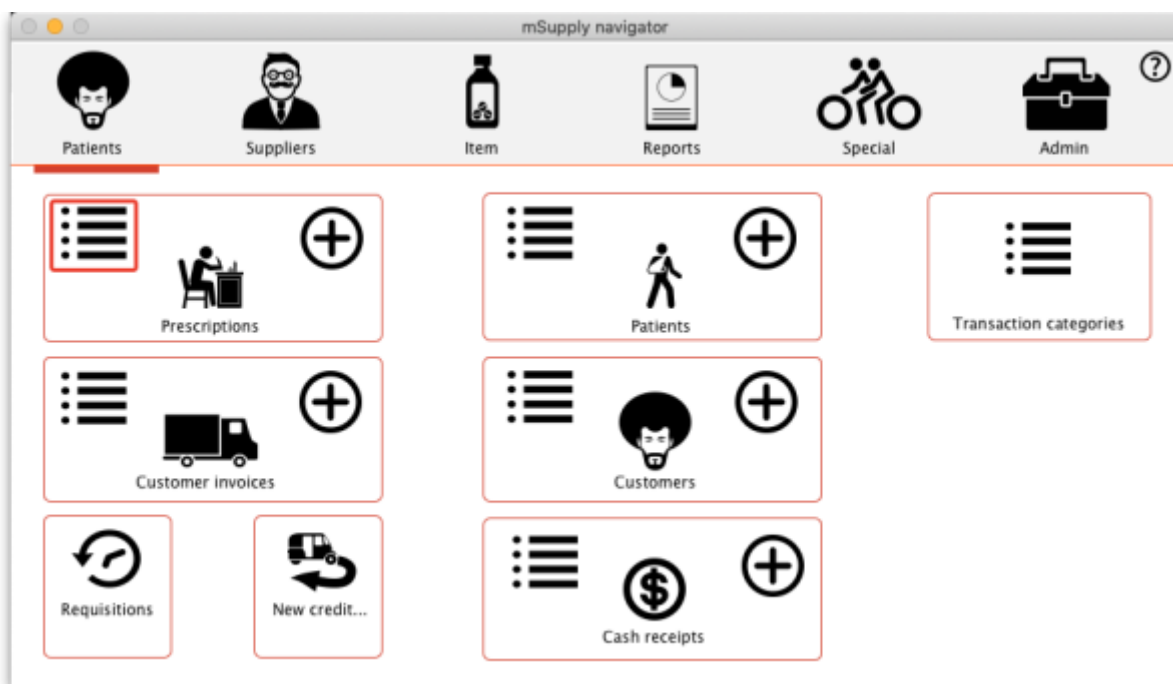 mSupply navigator
?
Patients
Suppliers
Item
Reports
Special
Admin
Prescriptions
Patients
Transaction categories
Customer invoices
Customers
Requisitions
New credit...
$
Cash receipts